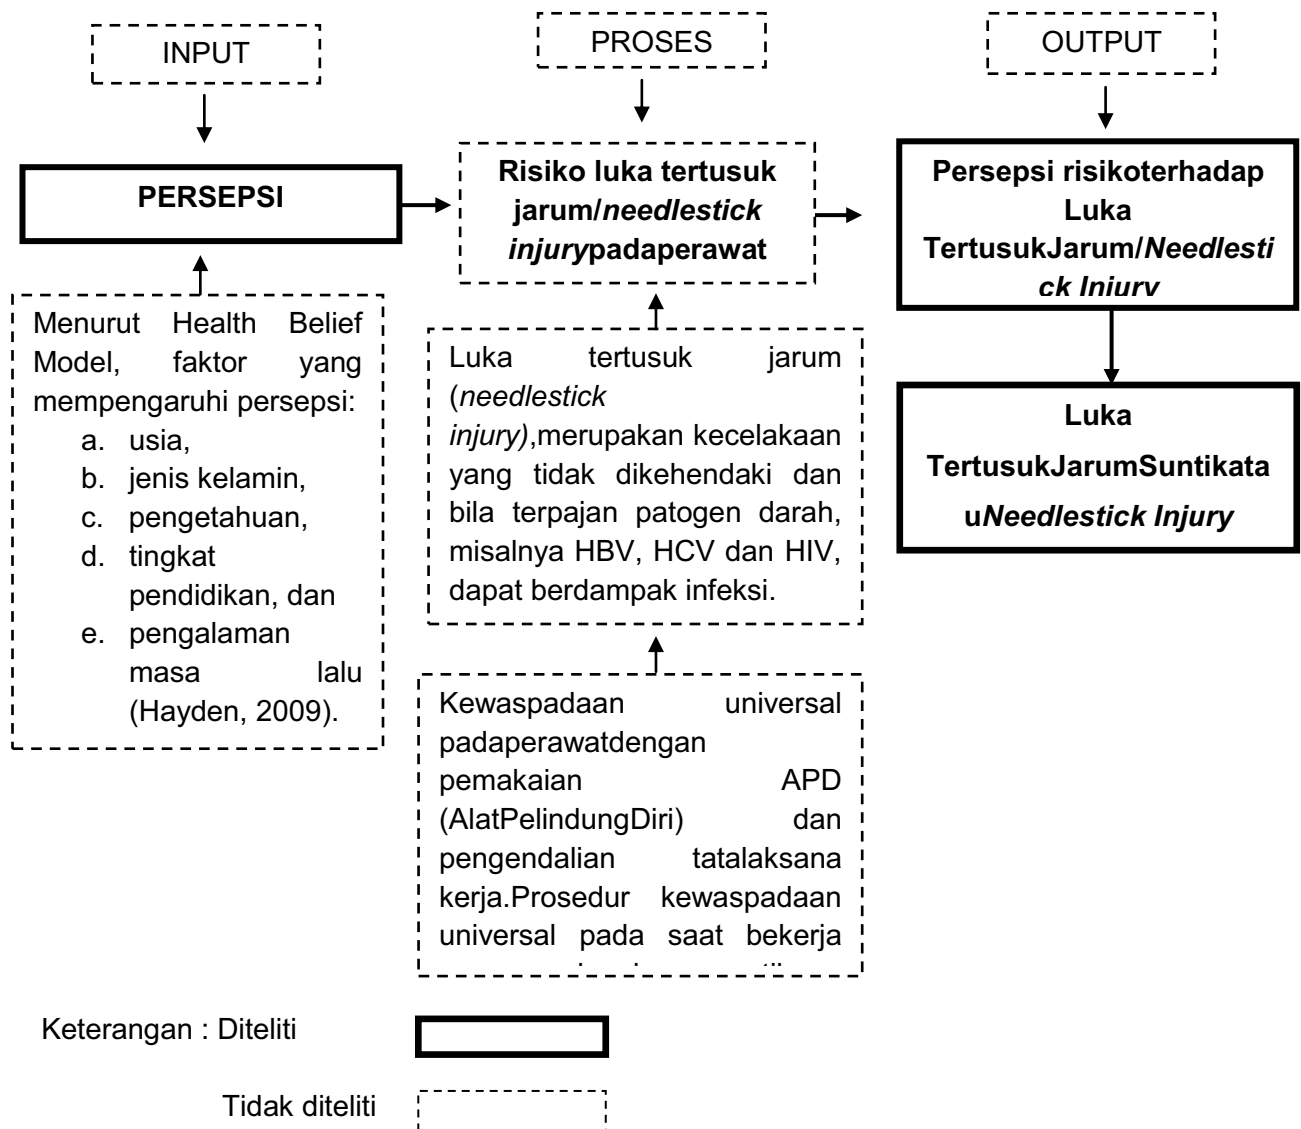 INPUT
PROSES
OUTPUT
PERSEPSI
Risiko luka tertusuk
jarum/needlestick
injurypadaperawat
Persepsi risikoterhadap
Luka
TertusukJarum/Needlesti
ck Injury
Menurut Health Belief
Model, faktor yang
mempengaruhi persepsi:
a. usia,
b. jenis kelamin,
c. pengetahuan,
d. tingkat
pendidikan, dan
e. pengalaman
masa lalu
(Hayden, 2009).
Luka tertusuk jarum
(needlestick
injury),merupakan kecelakaan
yang tidak dikehendaki dan
bila terpajan patogen darah,
misalnya HBV, HCV dan HIV,
dapat berdampak infeksi.
Luka
TertusukJarumSuntikata
uNeedlestick Injury
Kewaspadaan universal
padaperawatdengan
pemakaian APD
(AlatPelindungDiri) dan
pengendalian tatalaksana
kerja.Prosedur kewaspadaan
universal pada saat bekerja
Keterangan : Diteliti
Tidak diteliti